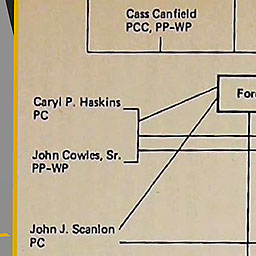 Cass Canfield
PCC, PP-WP
Caryl P. Haskins
PC
John Cowles, Sr.
PP-WP
John J. Scanlon
PC